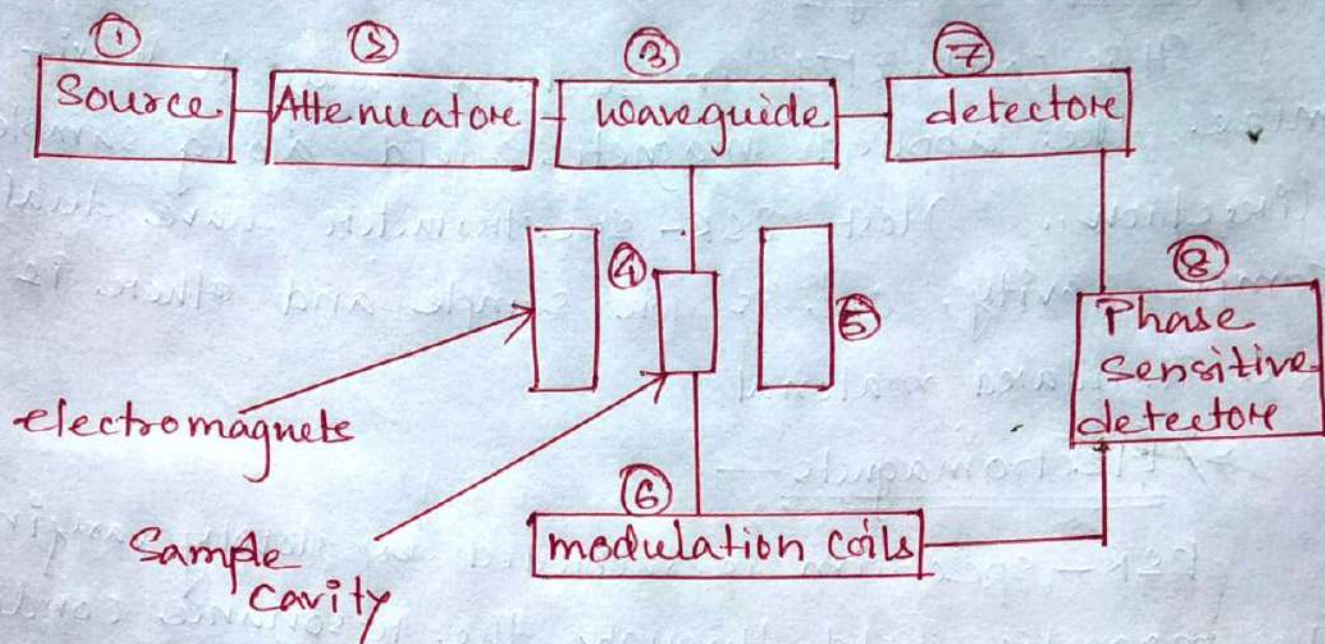 ① ② ③ ⑦
Source Attenuatore waveguide detectore
④ ⑤
⑧
Phase
sensitive
detectore
electromagnets
⑥
modulation coils
Sample
cavity